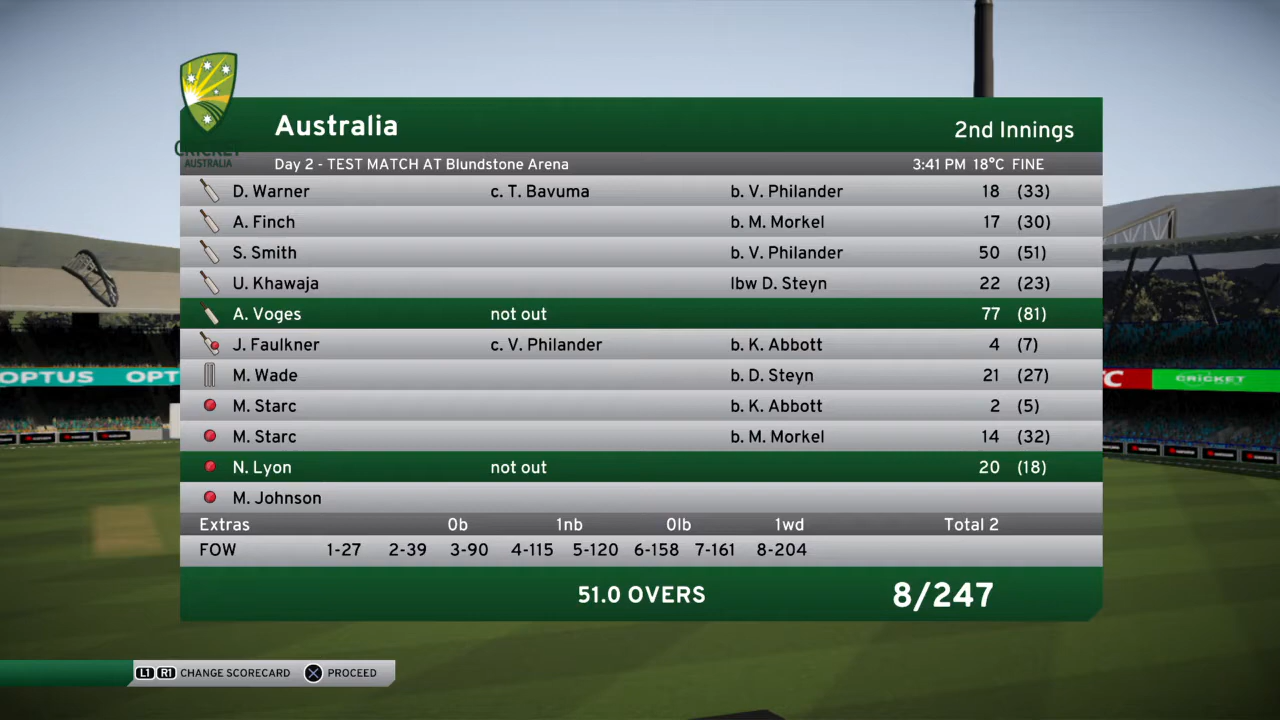 Australia
2nd Innings
CRICKET
AUSTRALIA
Day 2 - TEST MATCH AT Blundstone Arena 3:41 PM 18°C FINE
D. Warner c. T. Bavuma b. V. Philander 18 (33)
A. Finch b. M. Morkel 17 (30)
S. Smith b. V. Philander 50 (51)
U. Khawaja lbw D. Steyn 22 (23)
A. Voges not out 77 (81)
J. Faulkner c. V. Philander b. K. Abbott 4 (7)
M. Wade b. D. Steyn 21 (27)
M. Starc b. K. Abbott 2 (5)
M. Starc b. M. Morkel 14 (32)
N. Lyon not out 20 (18)
M. Johnson
Extras 0b 1nb 0lb 1wd Total 2
FOW 1-27 2-39 3-90 4-115 5-120 6-158 7-161 8-204
51.0 OVERS 8/247
OPTUS OPT
CRICKET
L1 R1 CHANGE SCORECARD PROCEED